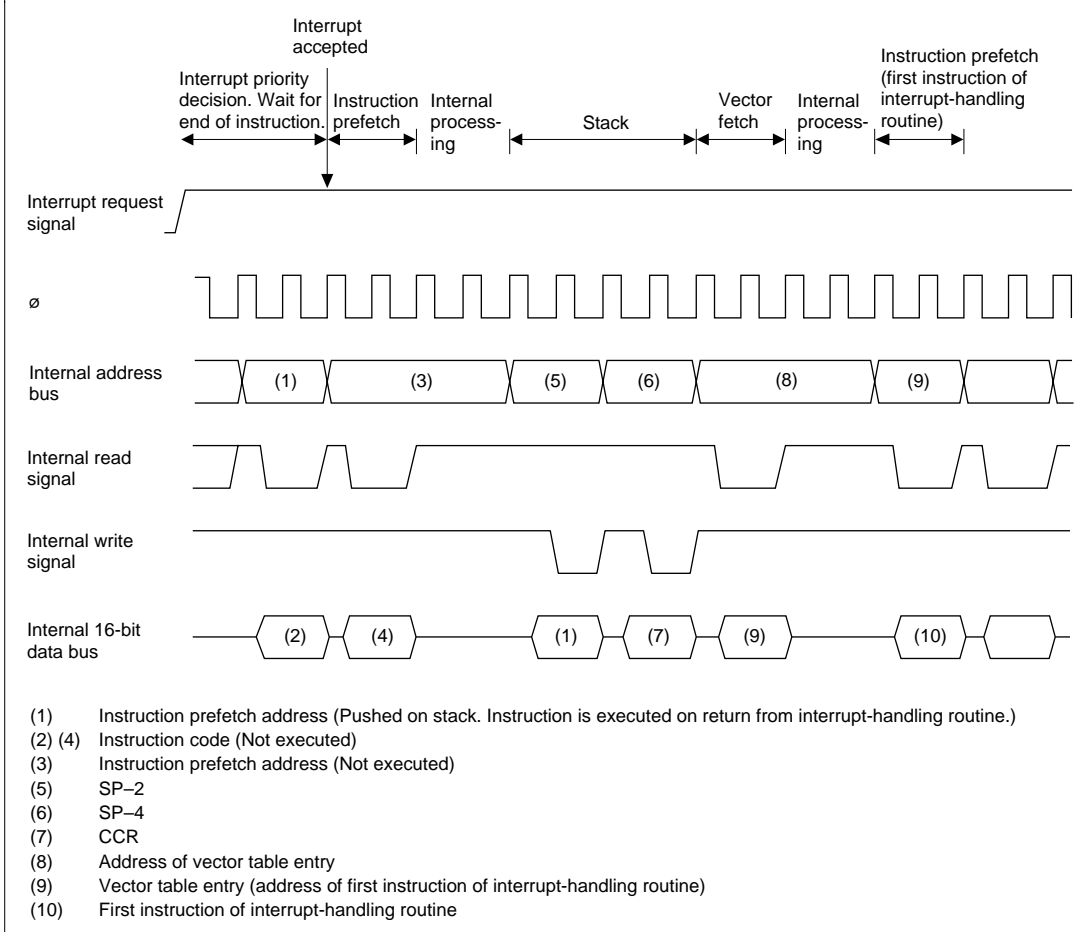 Interrupt
accepted
Interrupt priority
decision. Wait for
end of instruction.
Instruction
prefetch
Internal
process-
ing
Stack
Vector
fetch
Internal
process-
ing
Instruction prefetch
(first instruction of
interrupt-handling
routine)
Interrupt request
signal
ø
Internal address
bus
(1) (3) (5) (6) (8) (9)
Internal read
signal
Internal write
signal
Internal 16-bit
data bus
(2) (4) (1) (7) (9) (10)
(1) Instruction prefetch address (Pushed on stack. Instruction is executed on return from interrupt-handling routine.)
(2) (4) Instruction code (Not executed)
(3) Instruction prefetch address (Not executed)
(5) SP–2
(6) SP–4
(7) CCR
(8) Address of vector table entry
(9) Vector table entry (address of first instruction of interrupt-handling routine)
(10) First instruction of interrupt-handling routine